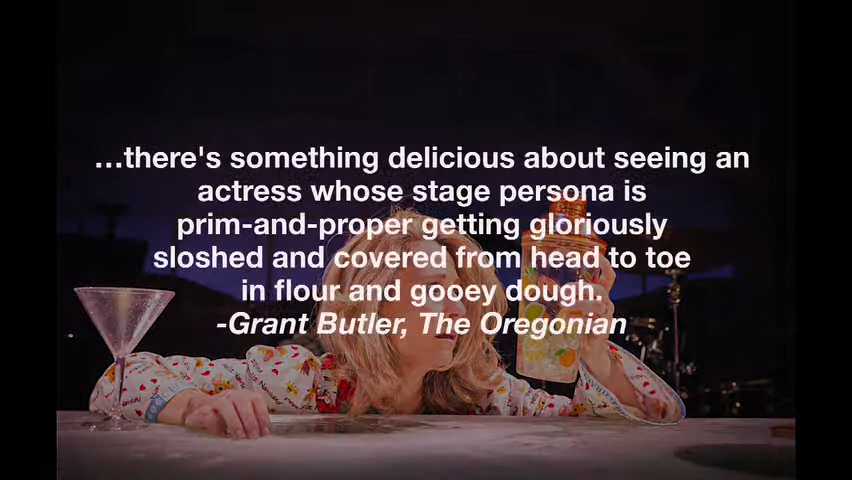 ...there's something delicious about seeing an
actress whose stage persona is
prim-and-proper getting gloriously
sloshed and covered from head to toe
in flour and gooey dough.
-Grant Butler, The Oregonian